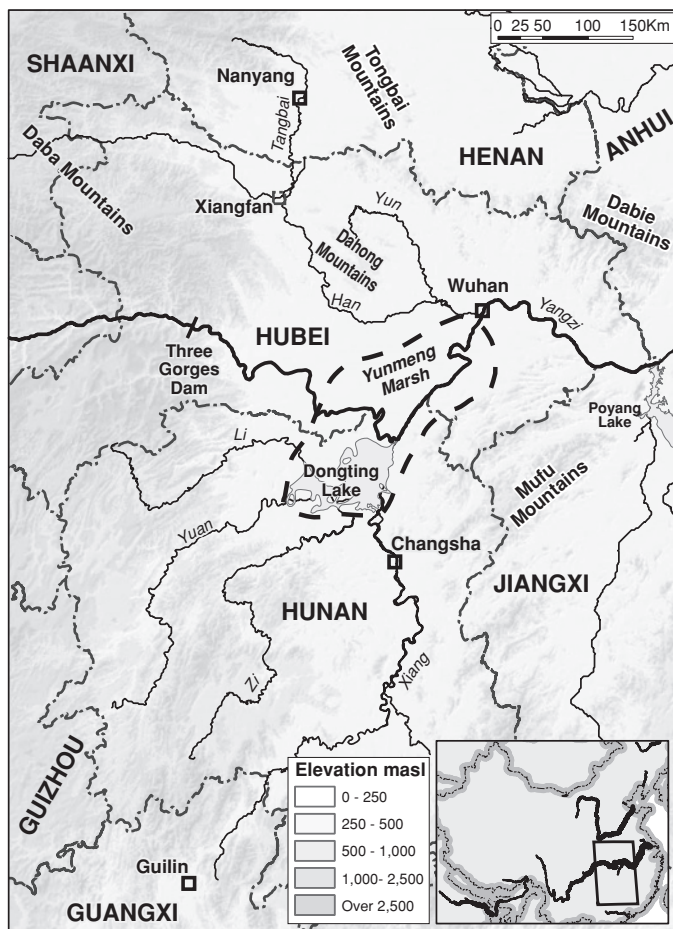 0 25 50 100 150Km
SHAANXI
Nanyang
Tongbai
Mountains
Tangbai
HENAN
ANHUI
Daba Mountains
Xiangfan
Yun
Dabie
Mountains
Dahong
Mountains
Wuhan
Han
Yangzi
HUBEI
Three
Gorges
Dam
Yunmeng
Marsh
Poyang
Lake
Li
Dongting
Lake
Mufu
Mountains
Yuan
Changsha
JIANGXI
HUNAN
Zi
Xiang
GUIZHOU
Guilin
GUANGXI
Elevation masl
0 - 250
250 - 500
500 - 1,000
1,000- 2,500
Over 2,500